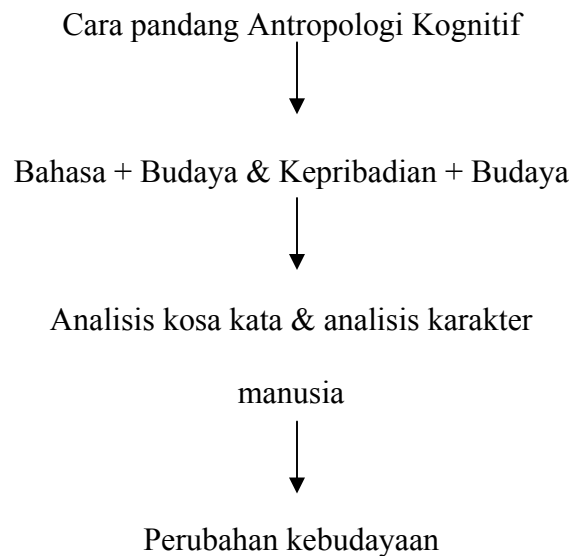 Cara pandang Antropologi Kognitif
Bahasa + Budaya & Kepribadian + Budaya
Analisis kosa kata & analisis karakter
manusia
Perubahan kebudayaan